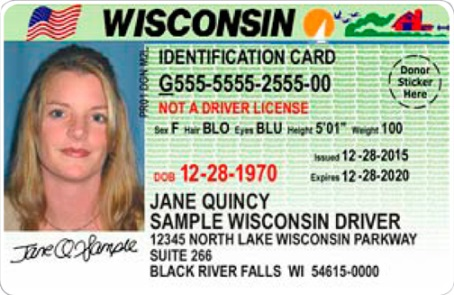 WISCONSIN
IDENTIFICATION CARD
G555-5555-2555-00
NOT A DRIVER LICENSE
Sex F Hair BLO Eyes BLU Height 5'01" Weight 100
Issued 12-28-2015
DOB 12-28-1970 Expires 12-28-2020
JANE QUINCY
SAMPLE WISCONSIN DRIVER
12345 NORTH LAKE WISCONSIN PARKWAY
SUITE 266
BLACK RIVER FALLS WI 54615-0000
Donor
Sticker
Here
Jane Q Sample